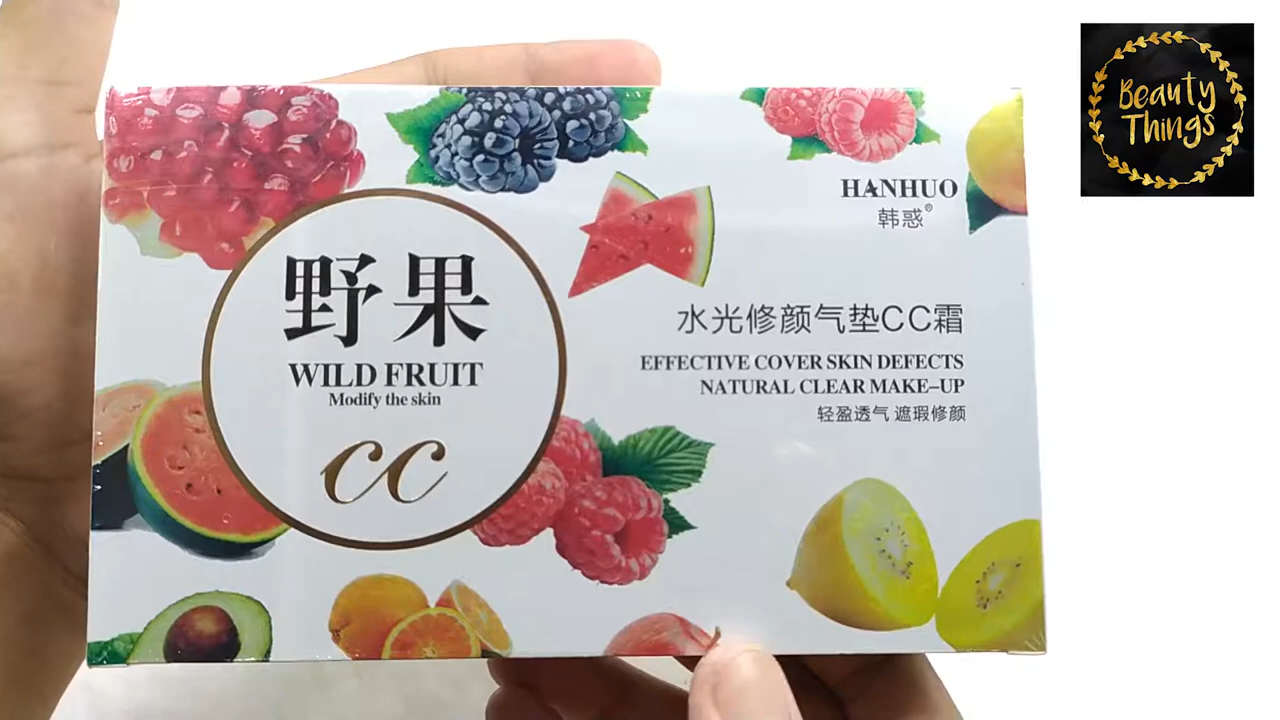 野果
WILD FRUIT
Modify the skin
CC
HANHUO
韩惑®
水光修颜气垫CC霜
EFFECTIVE COVER SKIN DEFECTS
NATURAL CLEAR MAKE-UP
轻盈透气 遮瑕修颜
Beauty
Things